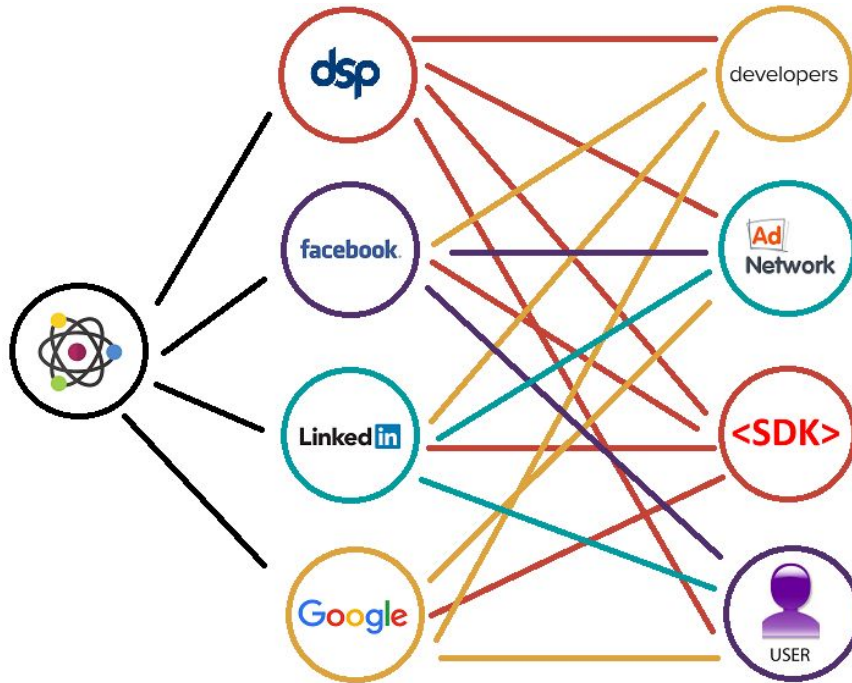 dsp
developers
facebook.
Ad
Network
Linked in
<SDK>
Google
USER